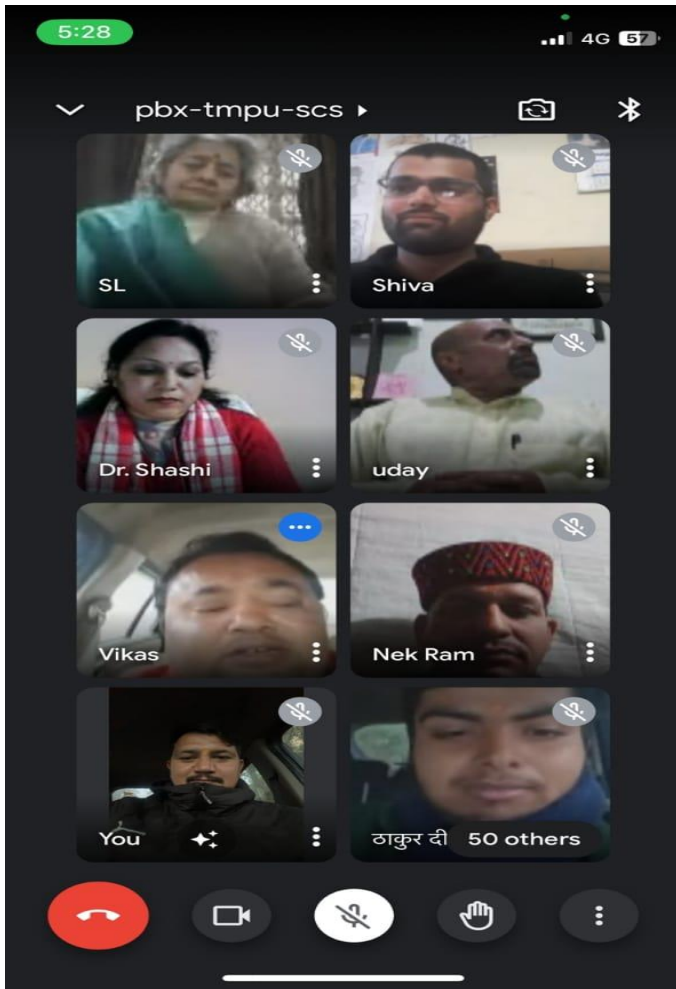 5:28
4G 57
pbx-tmpu-scs
SL
Shiva
Dr. Shashi
uday
Vikas
Nek Ram
You
ठाकुर दी 50 others